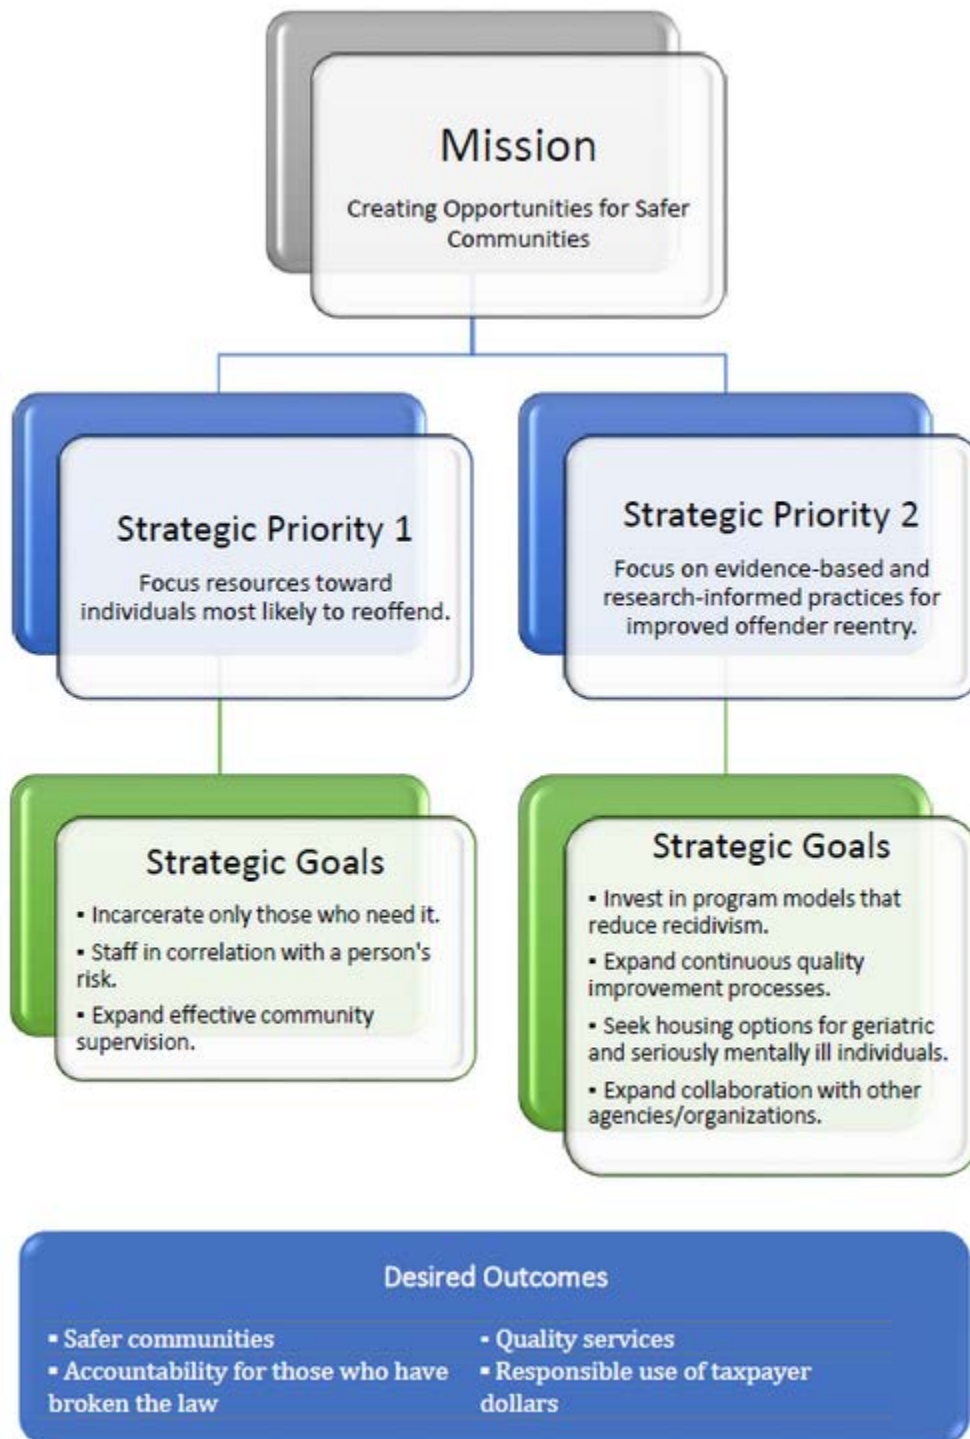 Mission
Creating Opportunities for Safer
Communities
Strategic Priority 1
Focus resources toward
individuals most likely to reoffend.
Strategic Priority 2
Focus on evidence-based and
research-informed practices for
improved offender reentry.
Strategic Goals
▪ Incarcerate only those who need it.
▪ Staff in correlation with a person's
risk.
▪ Expand effective community
supervision.
Strategic Goals
▪ Invest in program models that
reduce recidivism.
▪ Expand continuous quality
improvement processes.
▪ Seek housing options for geriatric
and seriously mentally ill individuals.
▪ Expand collaboration with other
agencies/organizations.
Desired Outcomes
▪ Safer communities
▪ Accountability for those who have
broken the law
▪ Quality services
▪ Responsible use of taxpayer
dollars